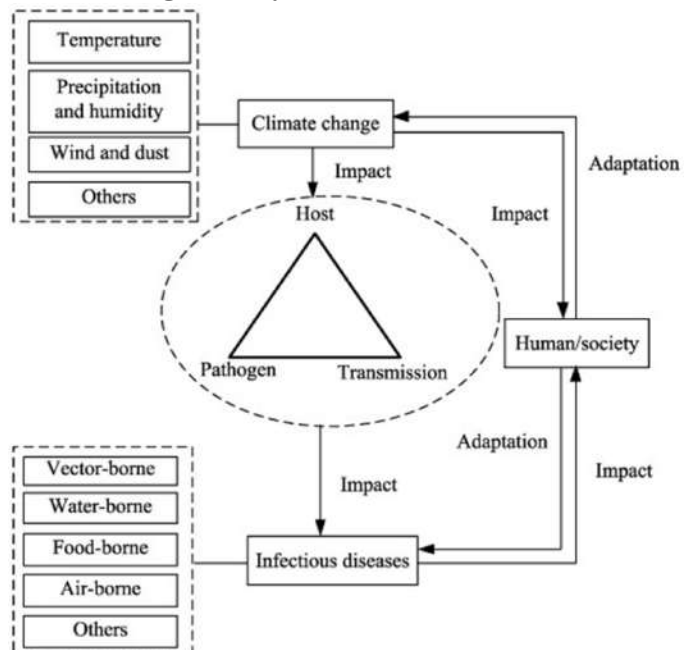 Temperature
Precipitation
and humidity
Wind and dust
Others
Climate change
Impact
Adaptation
Impact
Host
Pathogen
Transmission
Human/society
Adaptation
Impact
Impact
Vector-borne
Water-borne
Food-borne
Air-borne
Others
Infectious diseases